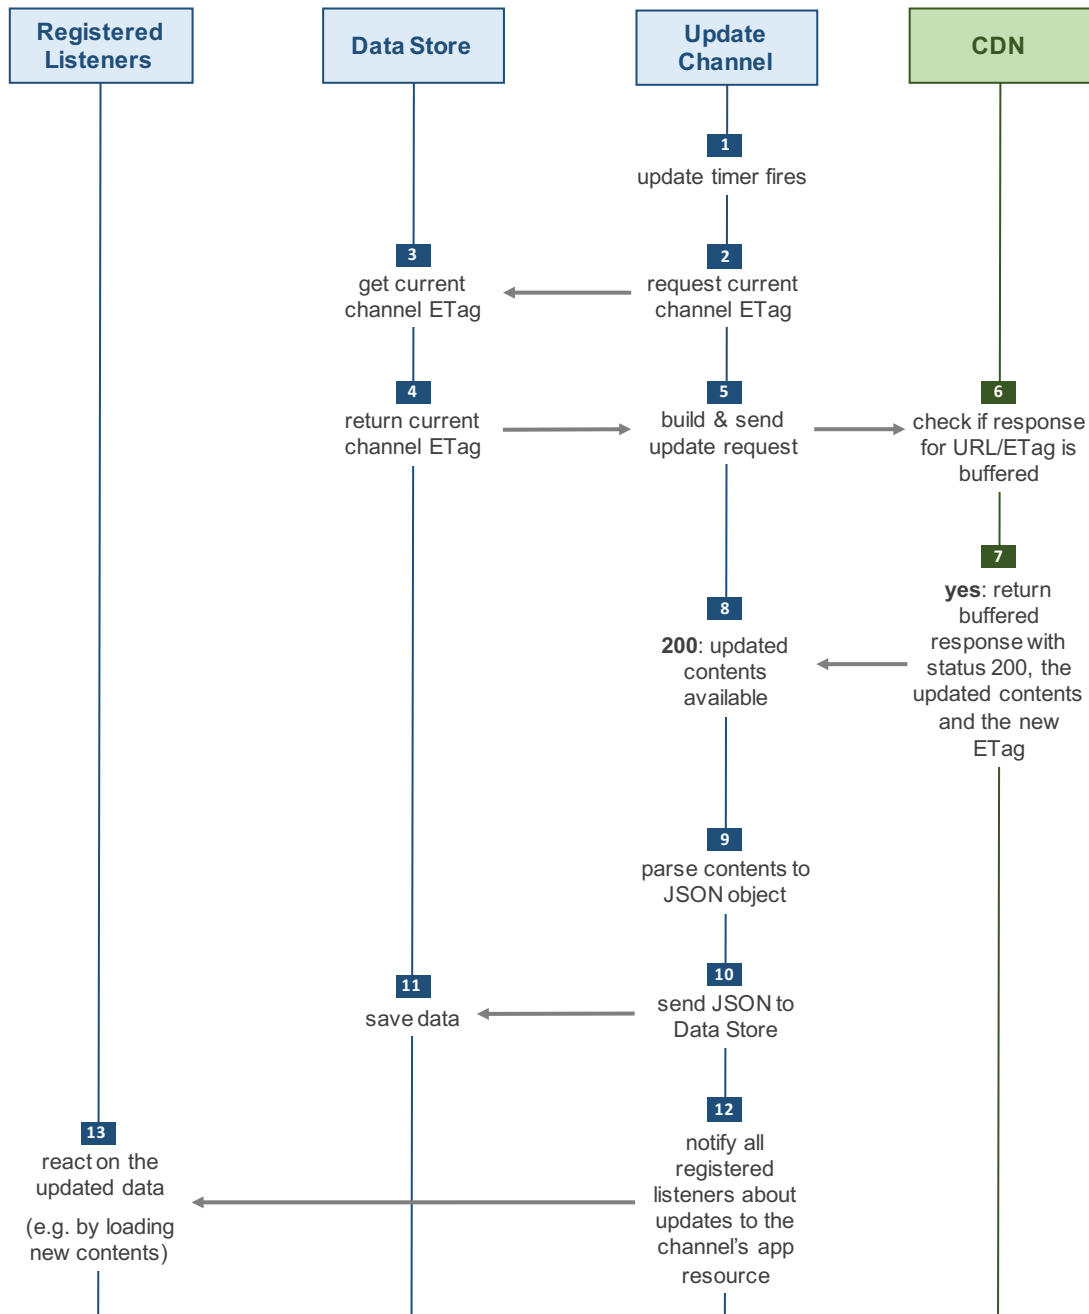 Registered
Listeners
Data Store
Update
Channel
CDN
1
update timer fires
3
get current
channel ETag
2
request current
channel ETag
4
return current
channel ETag
5
build & send
update request
6
check if response
for URL/ETag is
buffered
7
yes: return
buffered
response with
status 200, the
updated contents
and the new
ETag
8
200: updated
contents
available
9
parse contents to
JSON object
10
send JSON to
Data Store
11
save data
12
notify all
registered
listeners about
updates to the
channel's app
resource
13
react on the
updated data
(e.g. by loading
new contents)